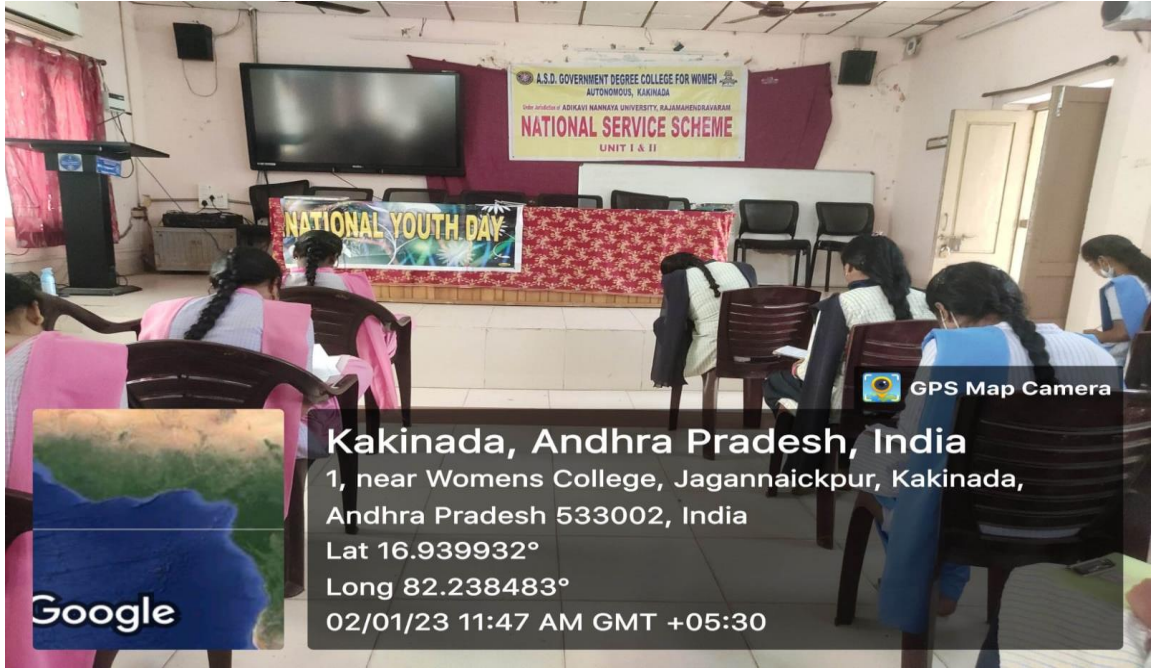 A.S.D. GOVERNMENT DEGREE COLLEGE FOR WOMEN
AUTONOMOUS, KAKINADA
Under Jurisdiction of ADIKAVI NANNAYA UNIVERSITY, RAJAMAHENDRAVARAM
NATIONAL SERVICE SCHEME
UNIT I & II
NATIONAL YOUTH DAY
GPS Map Camera
Kakinada, Andhra Pradesh, India
1, near Womens College, Jagannaickpur, Kakinada,
Andhra Pradesh 533002, India
Lat 16.939932°
Long 82.238483°
02/01/23 11:47 AM GMT +05:30
Google